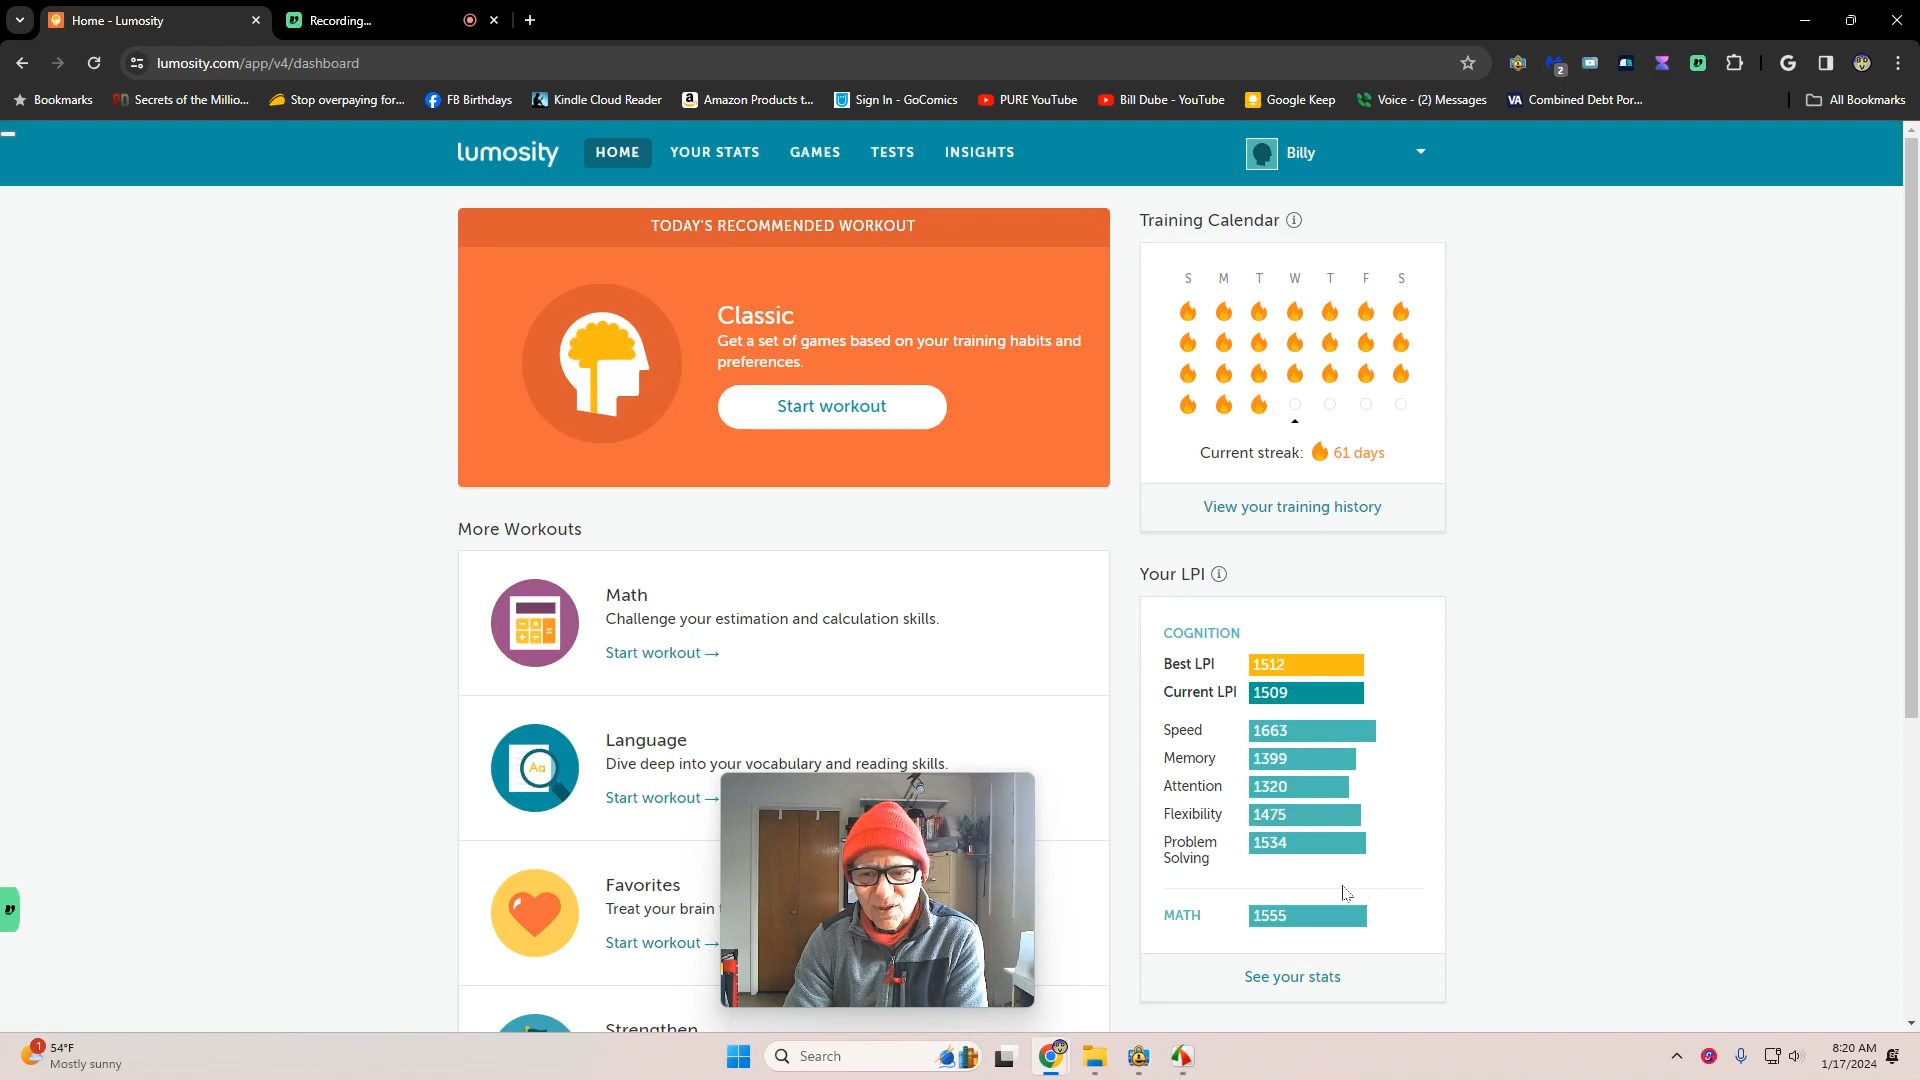 Home - Lumosity
Recording...
lumosity.com/app/v4/dashboard
2
Bookmarks
Secrets of the Millio...
Stop overpaying for...
FB Birthdays
Kindle Cloud Reader
Amazon Products t...
Sign In - GoComics
PURE YouTube
Bill Dube - YouTube
Google Keep
Voice - (2) Messages
VA Combined Debt Por...
All Bookmarks
lumosity
HOME
YOUR STATS
GAMES
TESTS
INSIGHTS
Billy
TODAY'S RECOMMENDED WORKOUT
Classic
Get a set of games based on your training habits and
preferences.
Start workout
Training Calendar
S M T W T F S
Current streak: 61 days
View your training history
More Workouts
Math
Challenge your estimation and calculation skills.
Start workout →
Language
Dive deep into your vocabulary and reading skills.
Start workout →
Aa
Favorites
Treat your brain
Start workout →
Strengthen
Your LPI
COGNITION
Best LPI 1512
Current LPI 1509
Speed 1663
Memory 1399
Attention 1320
Flexibility 1475
Problem
Solving 1534
MATH 1555
See your stats
1
54°F
Mostly sunny
Search
8:20 AM
1/17/2024